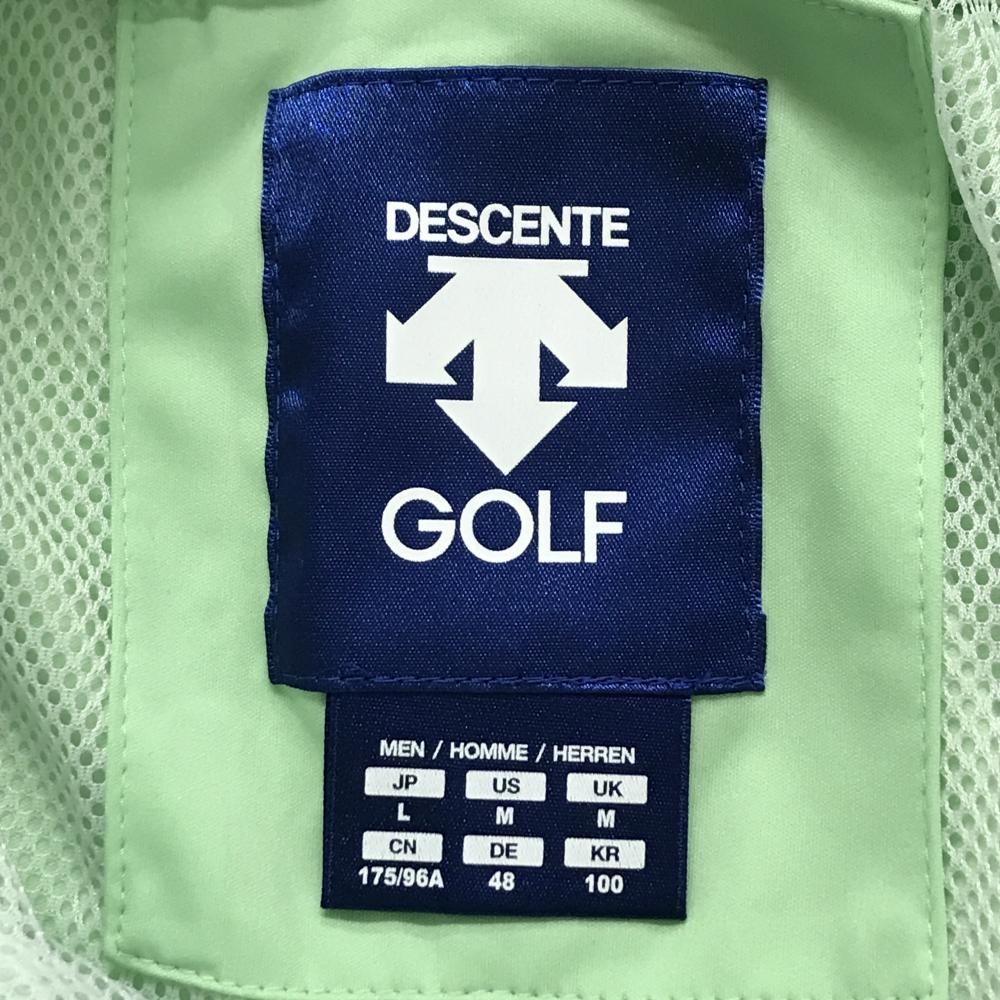 DESCENTE
GOLF
MEN / HOMME / HERREN
JP US UK
L M M
CN DE KR
175/96A 48 100